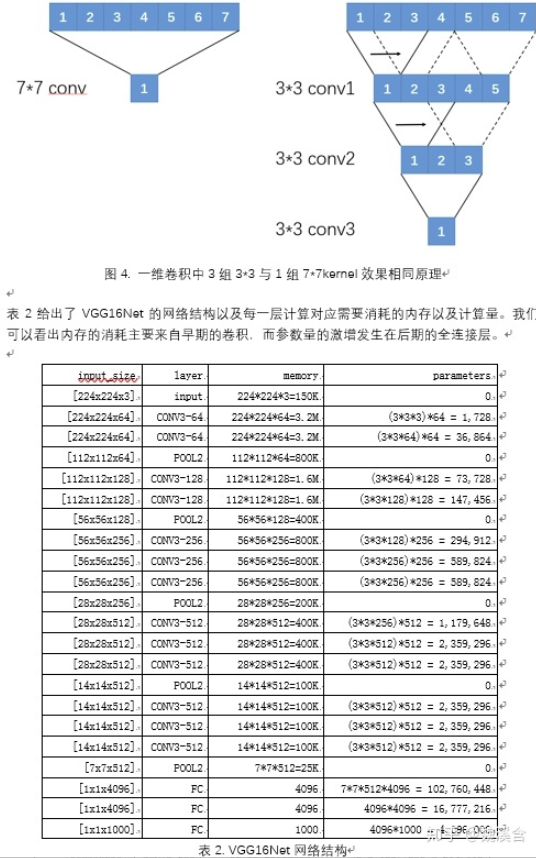 1 2 3 4 5 6 7
1 2 3 4 5 6 7
7*7 conv
1
3*3 conv1
1 2 3 4 5
3*3 conv2
1 2 3
3*3 conv3
1
图 4. 一维卷积中 3 组 3*3 与 1 组 7*7kernel 效果相同原理
表 2 给出了 VGG16Net 的网络结构以及每一层计算对应需要消耗的内存以及计算量。我们
可以看出内存的消耗主要来自早期的卷积，而参数量的激增发生在后期的全连接层。
input size layer memory parameters
[224x224x3] input 224*224*3=150K 0
[224x224x64] CONV3-64 224*224*64=3.2M (3*3*3)*64 = 1,728
[224x224x64] CONV3-64 224*224*64=3.2M (3*3*64)*64 = 36,864
[112x112x64] POOL2 112*112*64=800K 0
[112x112x128] CONV3-128 112*112*128=1.6M (3*3*64)*128 = 73,728
[112x112x128] CONV3-128 112*112*128=1.6M (3*3*128)*128 = 147,456
[56x56x128] POOL2 56*56*128=400K 0
[56x56x256] CONV3-256 56*56*256=800K (3*3*128)*256 = 294,912
[56x56x256] CONV3-256 56*56*256=800K (3*3*256)*256 = 589,824
[56x56x256] CONV3-256 56*56*256=800K (3*3*256)*256 = 589,824
[28x28x256] POOL2 28*28*256=200K 0
[28x28x512] CONV3-512 28*28*512=400K (3*3*256)*512 = 1,179,648
[28x28x512] CONV3-512 28*28*512=400K (3*3*512)*512 = 2,359,296
[28x28x512] CONV3-512 28*28*512=400K (3*3*512)*512 = 2,359,296
[14x14x512] POOL2 14*14*512=100K 0
[14x14x512] CONV3-512 14*14*512=100K (3*3*512)*512 = 2,359,296
[14x14x512] CONV3-512 14*14*512=100K (3*3*512)*512 = 2,359,296
[14x14x512] CONV3-512 14*14*512=100K (3*3*512)*512 = 2,359,296
[7x7x512] POOL2 7*7*512=25K 0
[1x1x4096] FC 4096 7*7*512*4096 = 102,760,448
[1x1x4096] FC 4096 4096*4096 = 16,777,216
[1x1x1000] FC 1000 4096*1000 =
表 2. VGG16Net 网络结构